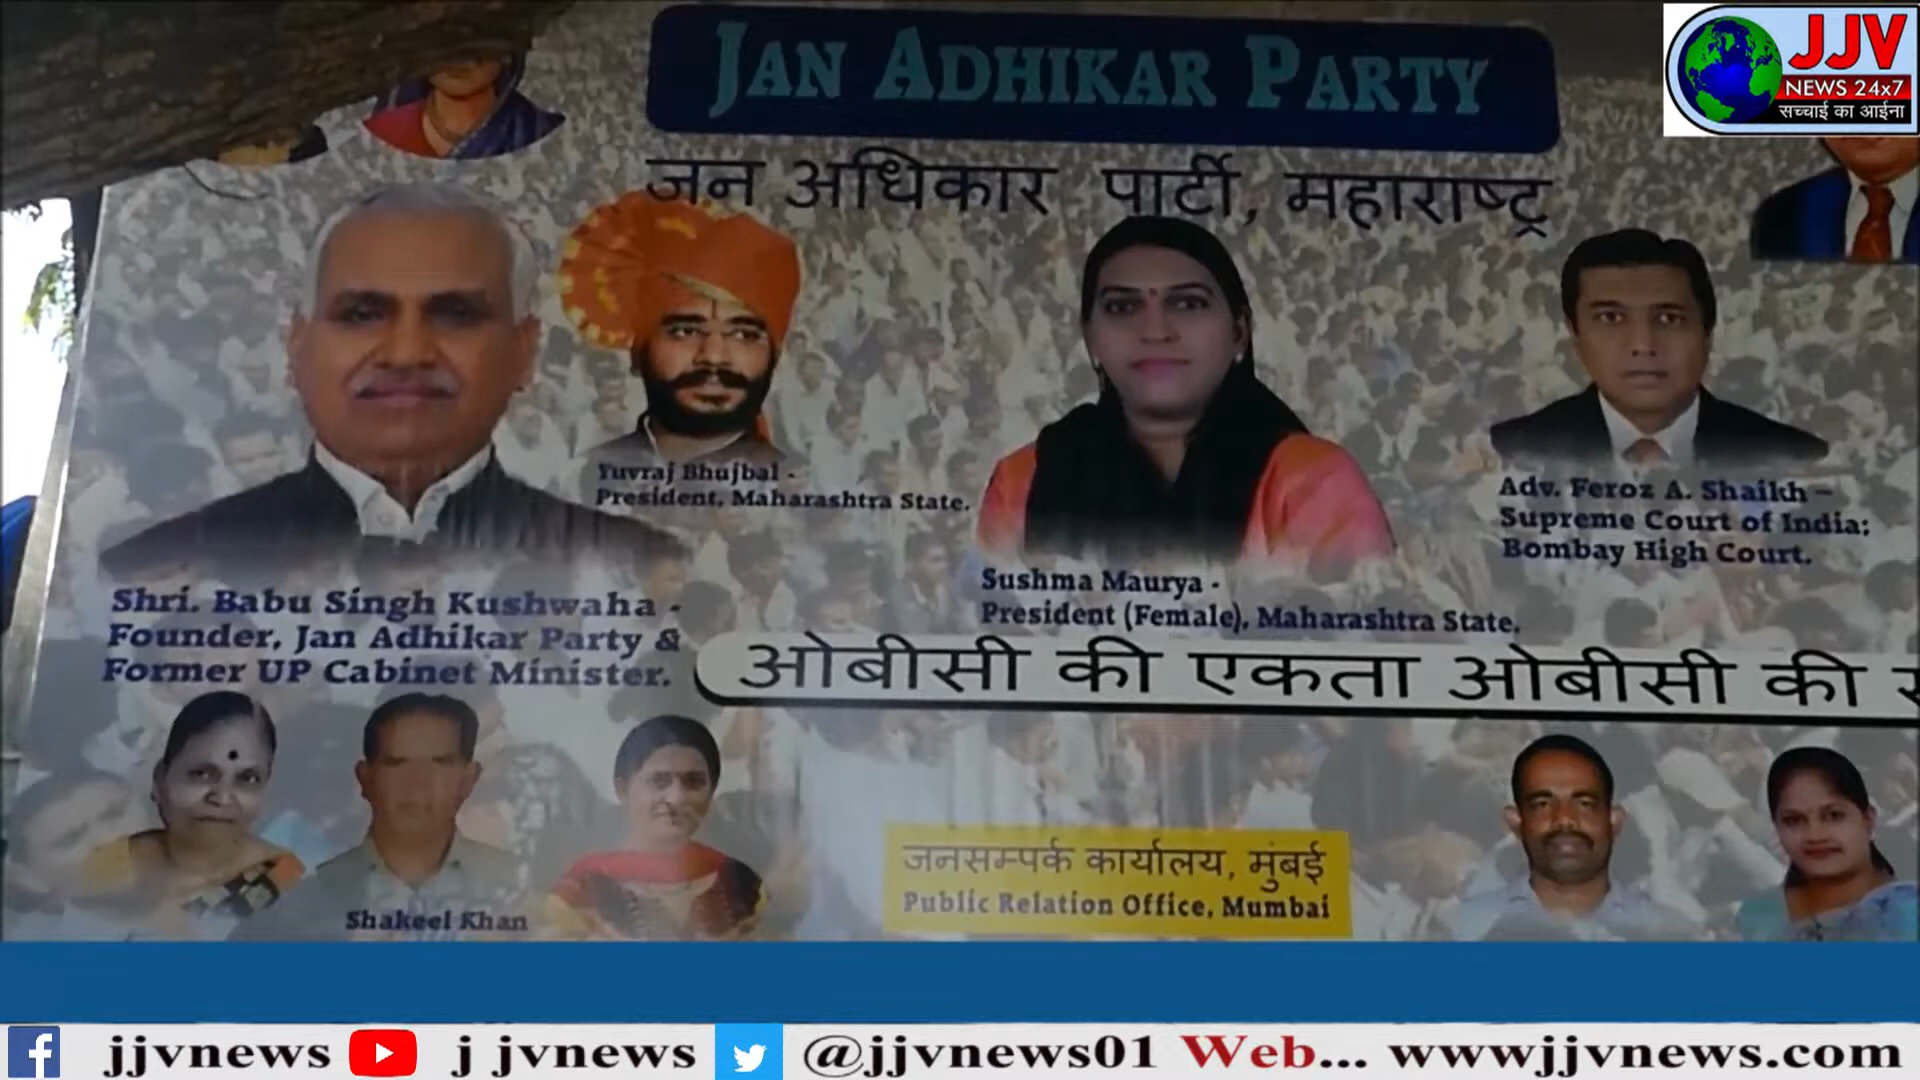 JAN ADHIKAR PARTY
JJV
NEWS 24x7
सच्चाई का आईना
जन अधिकार पार्टी, महाराष्ट्र
Yuvraj Bhujbal -
President, Maharashtra State.
Adv. Feroz A. Shaikh –
Supreme Court of India;
Bombay High Court.
Sushma Maurya -
President (Female), Maharashtra State.
Shri. Babu Singh Kushwaha -
Founder, Jan Adhikar Party &
Former UP Cabinet Minister.
ओबीसी की एकता ओबीसी की
जनसम्पर्क कार्यालय, मुंबई
Public Relation Office, Mumbai
Shakeel Khan
jjvnews j jvnews @jjvnews01 Web... www.jjvnews.com